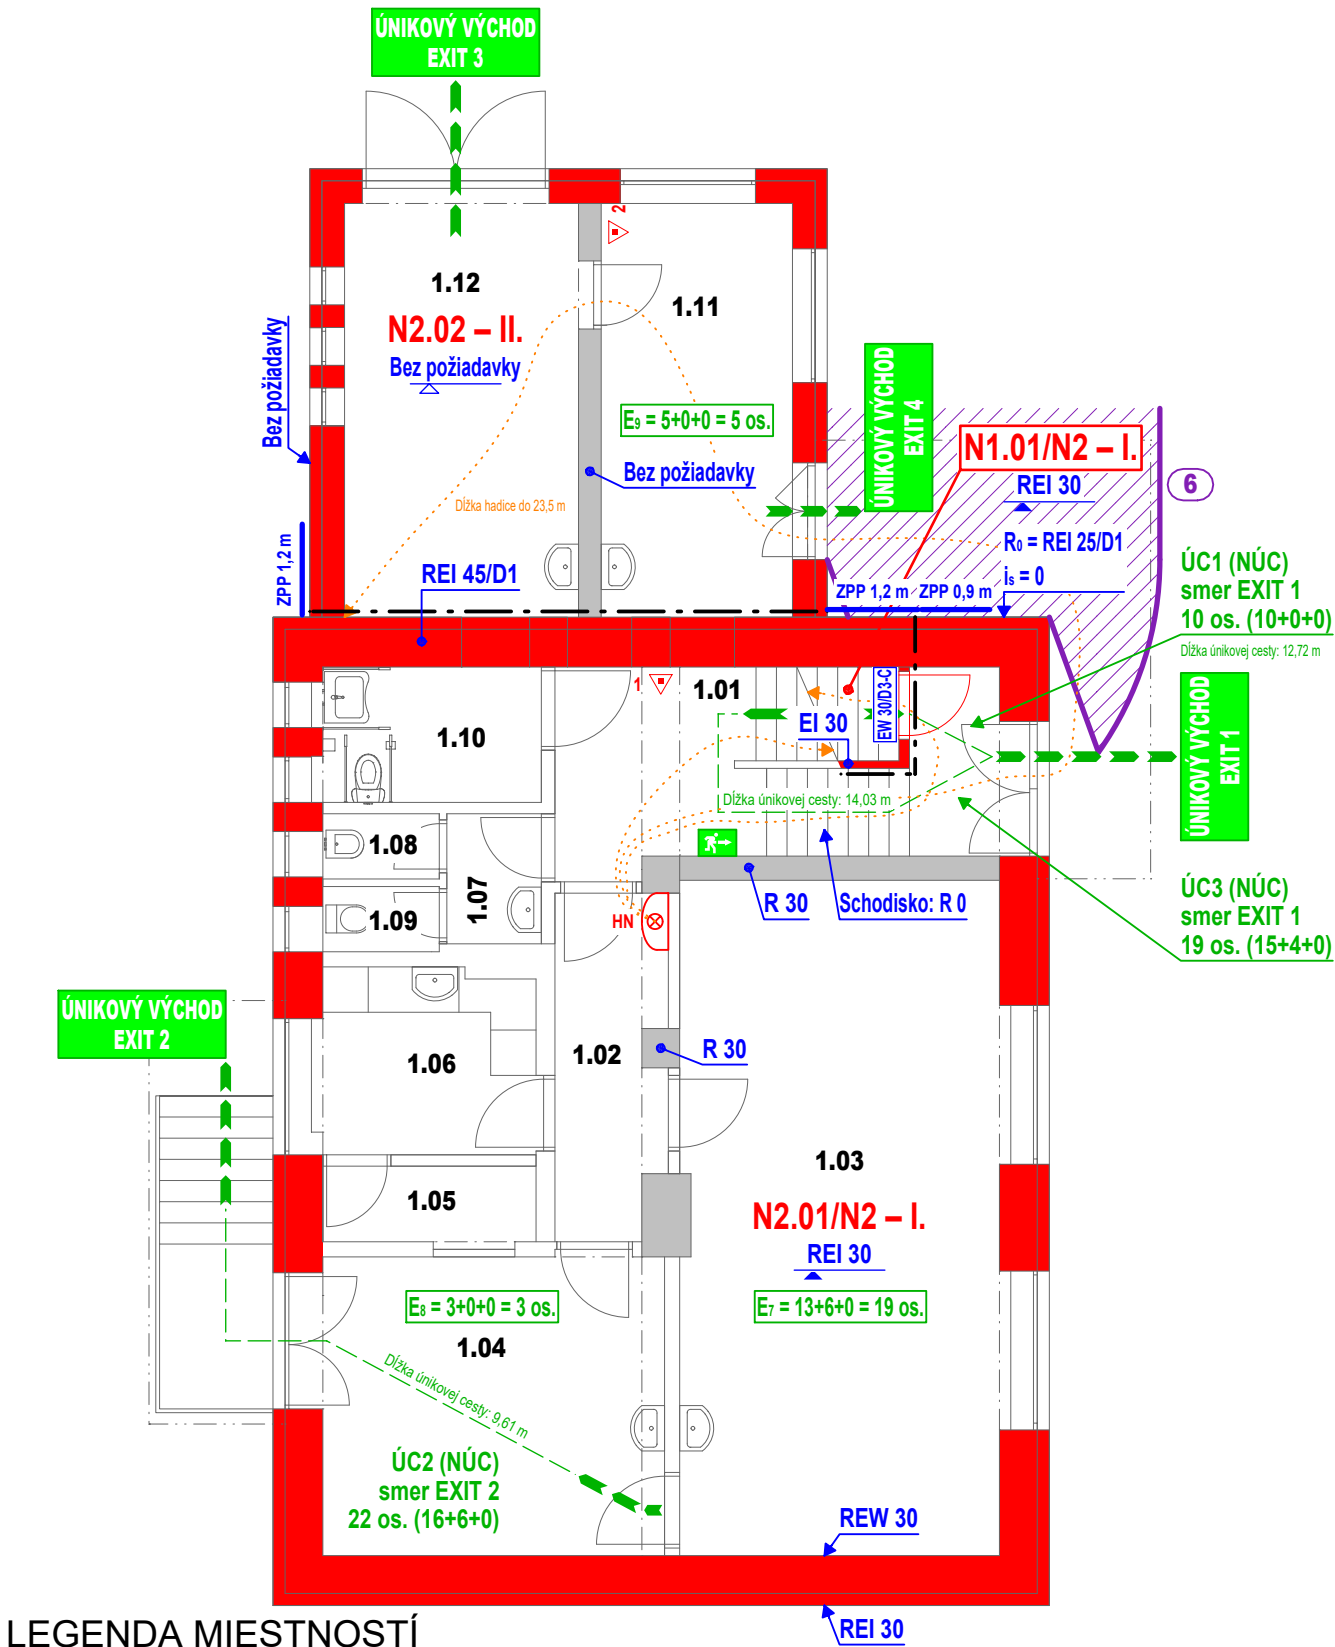 ÚNIKOVÝ VÝCHOD
EXIT 3
2
1.12
1.11
N2.02 – II.
Bez požiadavky
Bez požiadavky
E₉ = 5+0+0 = 5 os.
Bez požiadavky
Dĺžka hadice do 23,5 m
ÚNIKOVÝ VÝCHOD
EXIT 4
N1.01/N2 – I.
REI 30
6
R₀ = REI 25/D1
iₛ = 0
ZPP 1,2 m
REI 45/D1
ZPP 1,2 m
ZPP 0,9 m
ÚC1 (NÚC)
smer EXIT 1
10 os. (10+0+0)
Dĺžka únikovej cesty: 12,72 m
1
1.01
EW 30/D3-C
EI 30
1.10
ÚNIKOVÝ VÝCHOD
EXIT 1
Dĺžka únikovej cesty: 14,03 m
1.08
1.07
1.09
HN
R 30
Schodisko: R 0
ÚC3 (NÚC)
smer EXIT 1
19 os. (15+4+0)
ÚNIKOVÝ VÝCHOD
EXIT 2
1.06
1.02
R 30
1.03
1.05
N2.01/N2 – I.
REI 30
E₈ = 3+0+0 = 3 os.
E₇ = 13+6+0 = 19 os.
1.04
Dĺžka únikovej cesty: 9,61 m
ÚC2 (NÚC)
smer EXIT 2
22 os. (16+6+0)
REW 30
REI 30
LEGENDA MIESTNOSTÍ